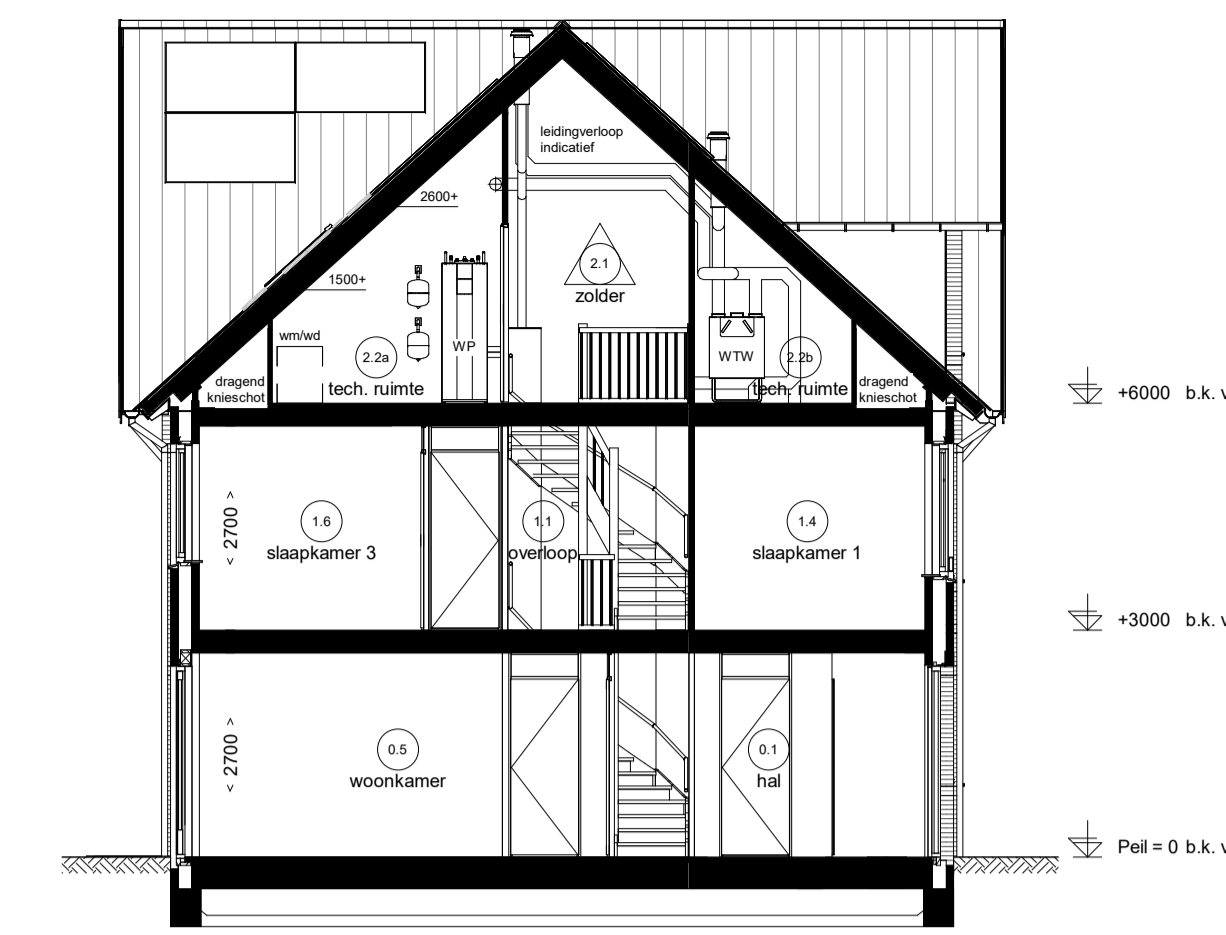 leidingverloop
indicatief
2600+
2.1
zolder
1500+
wm/wd
2.2a
tech. ruimte
WP
WTW
2.2b
tech. ruimte
dragend
knieschot
dragend
knieschot
+6000 b.k. v
< 2700 >
1.6
slaapkamer 3
1.1
overloop
1.4
slaapkamer 1
+3000 b.k. v
< 2700 >
0.5
woonkamer
0.1
hal
Peil = 0 b.k. v